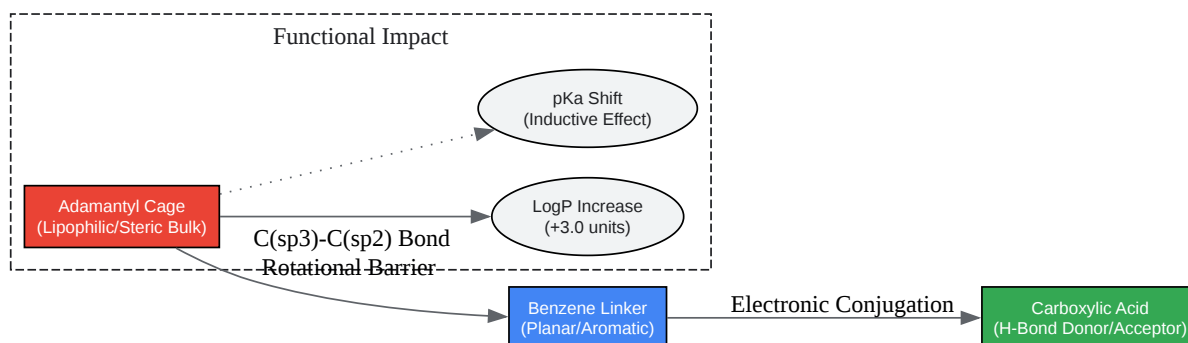 Functional Impact
pKa Shift
(Inductive Effect)
Adamantyl Cage
(Lipophilic/Steric Bulk)
LogP Increase
(+3.0 units)
C(sp3)-C(sp2) Bond
Rotational Barrier
Benzene Linker
(Planar/Aromatic)
Electronic Conjugation
Carboxylic Acid
(H-Bond Donor/Acceptor)